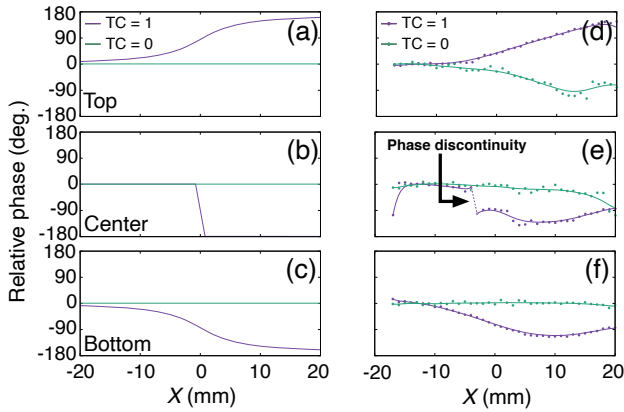 180
90
0
-90
-180
TC = 1
TC = 0
(a)
Top
TC = 1
TC = 0
(d)
Relative phase (deg.)
180
90
0
-90
-180
(b)
Center
Phase discontinuity
(e)
180
90
0
-90
-180
(c)
Bottom
(f)
-20 -10 0 10 20
-20 -10 0 10 20
X (mm)
X (mm)